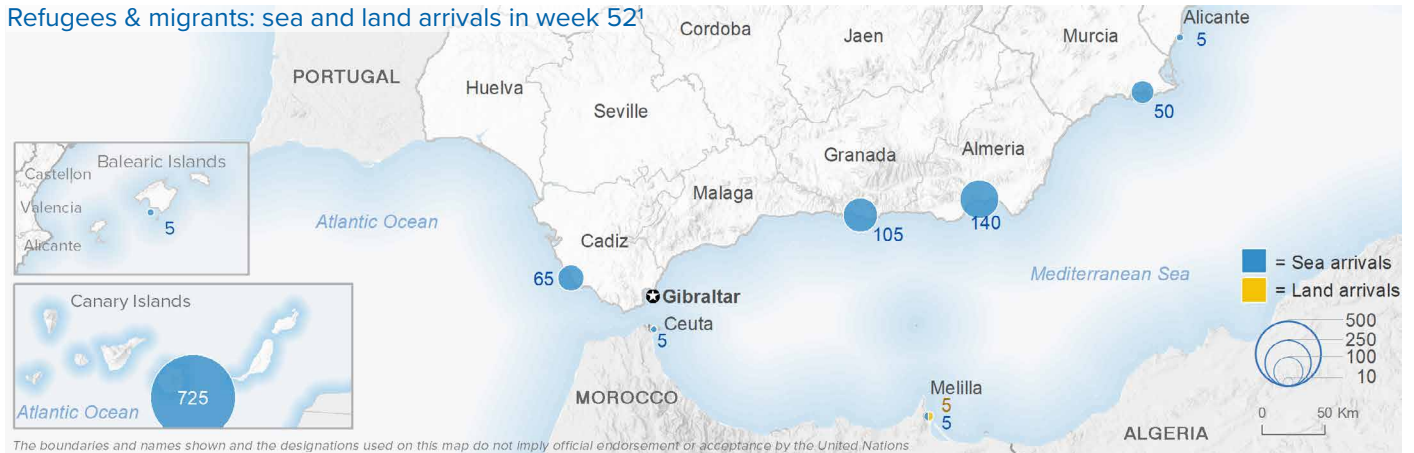 Refugees & migrants: sea and land arrivals in week 52¹
Alicante
5
Cordoba
Jaen
Murcia
PORTUGAL
Huelva
Seville
50
Granada
Almeria
Balearic Islands
Castellon
Valencia
Alicante
5
Malaga
Atlantic Ocean
105
140
Cadiz
65
Mediterranean Sea
= Sea arrivals
= Land arrivals
Gibraltar
Ceuta
5
Canary Islands
725
Atlantic Ocean
500
250
100
10
MOROCCO
Melilla
5
5
0 50 Km
ALGERIA
The boundaries and names shown and the designations used on this map do not imply official endorsement or acceptance by the United Nations